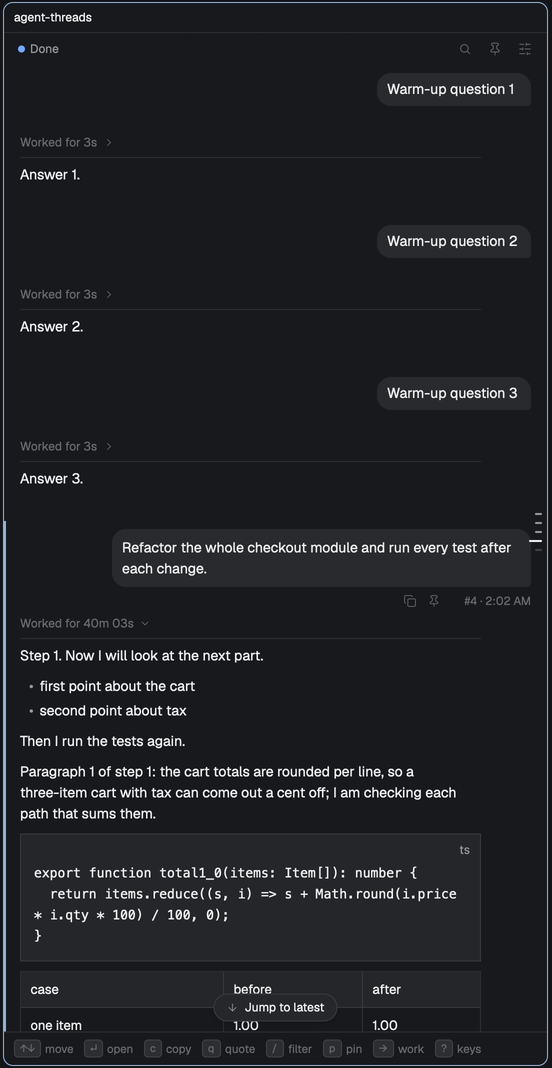 agent-threads
Done
Warm-up question 1
Worked for 3s
Answer 1.
Warm-up question 2
Worked for 3s
Answer 2.
Warm-up question 3
Worked for 3s
Answer 3.
Refactor the whole checkout module and run every test after
each change.
#4 · 2:02 AM
Worked for 40m 03s
Step 1. Now I will look at the next part.
• first point about the cart
• second point about tax
Then I run the tests again.
Paragraph 1 of step 1: the cart totals are rounded per line, so a
three-item cart with tax can come out a cent off; I am checking each
path that sums them.
ts
export function total1_0(items: Item[]): number {
  return items.reduce((s, i) => s + Math.round(i.price
* i.qty * 100) / 100, 0);
}
case before after
↓ Jump to latest
one item 1.00 1.00
↑↓ move ↵ open c copy q quote / filter p pin → work ? keys